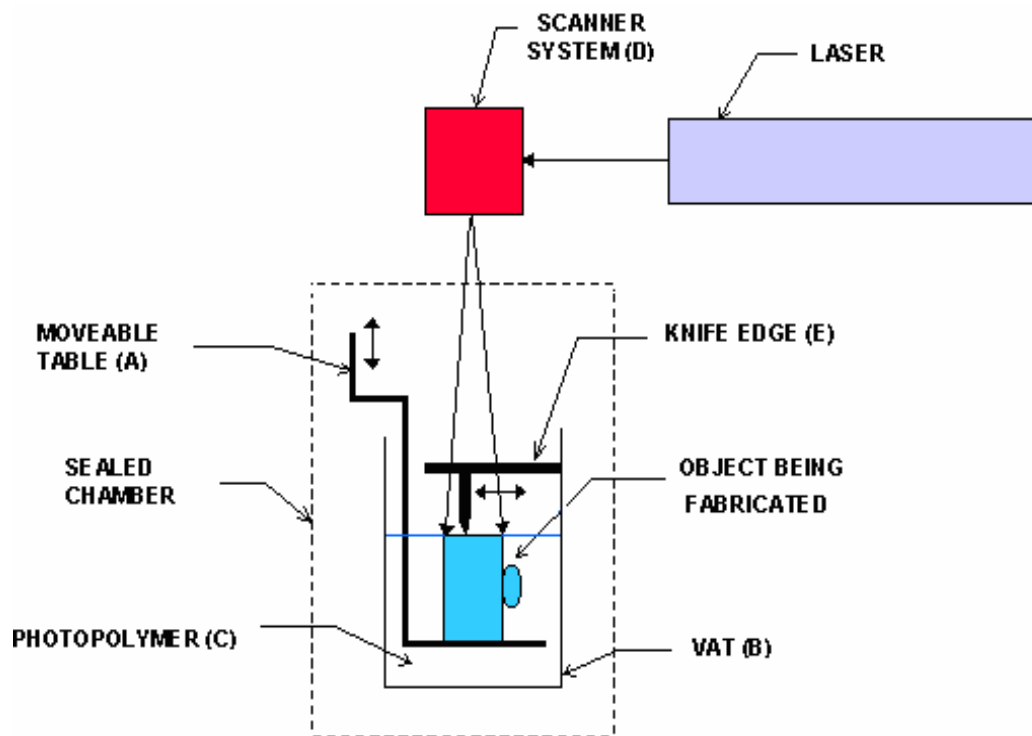 SCANNER
SYSTEM (D)
LASER
MOVEABLE
TABLE (A)
KNIFE EDGE (E)
SEALED
CHAMBER
OBJECT BEING
FABRICATED
PHOTOPOLYMER (C)
VAT (B)